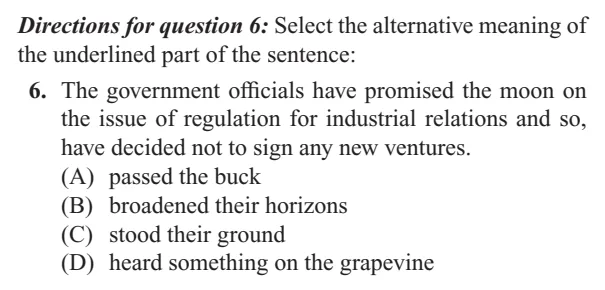 Directions for question 6: Select the alternative meaning of
the underlined part of the sentence:
6. The government officials have promised the moon on
the issue of regulation for industrial relations and so,
have decided not to sign any new ventures.
(A) passed the buck
(B) broadened their horizons
(C) stood their ground
(D) heard something on the grapevine